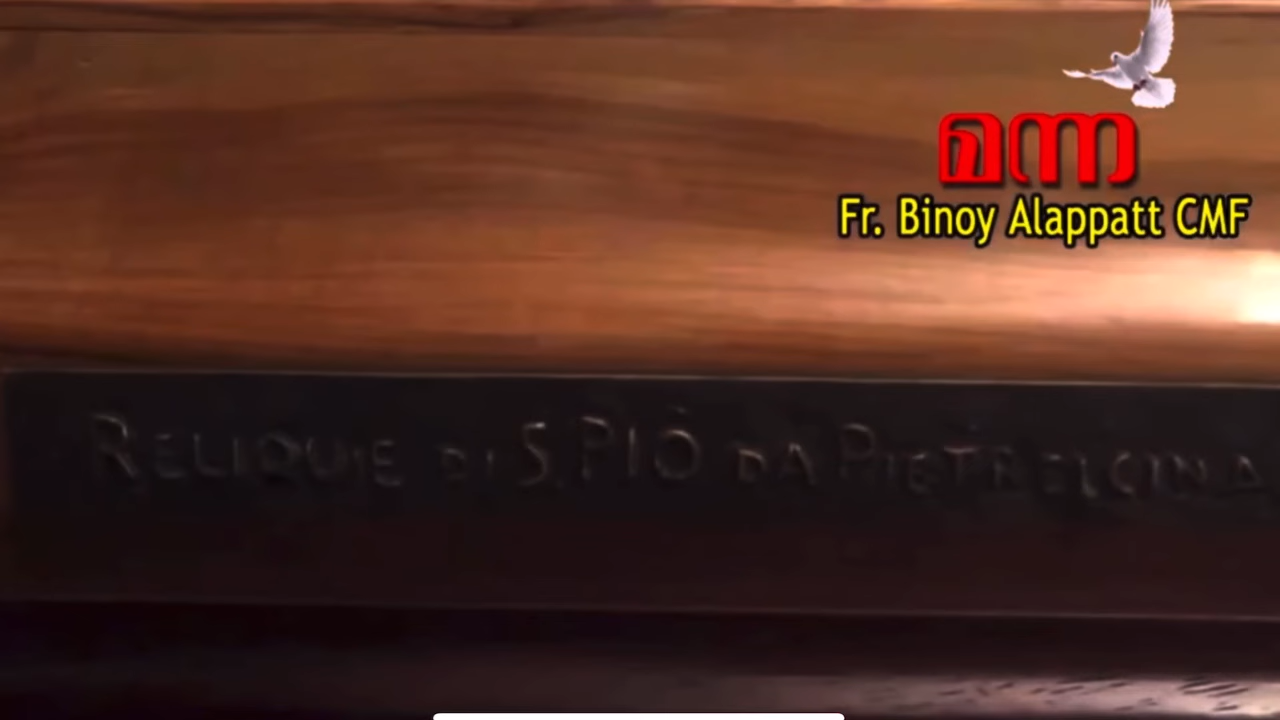 മന്ന
Fr. Binoy Alappatt CMF
RELIQUIE DI S.PIO DA PIETRELCINA